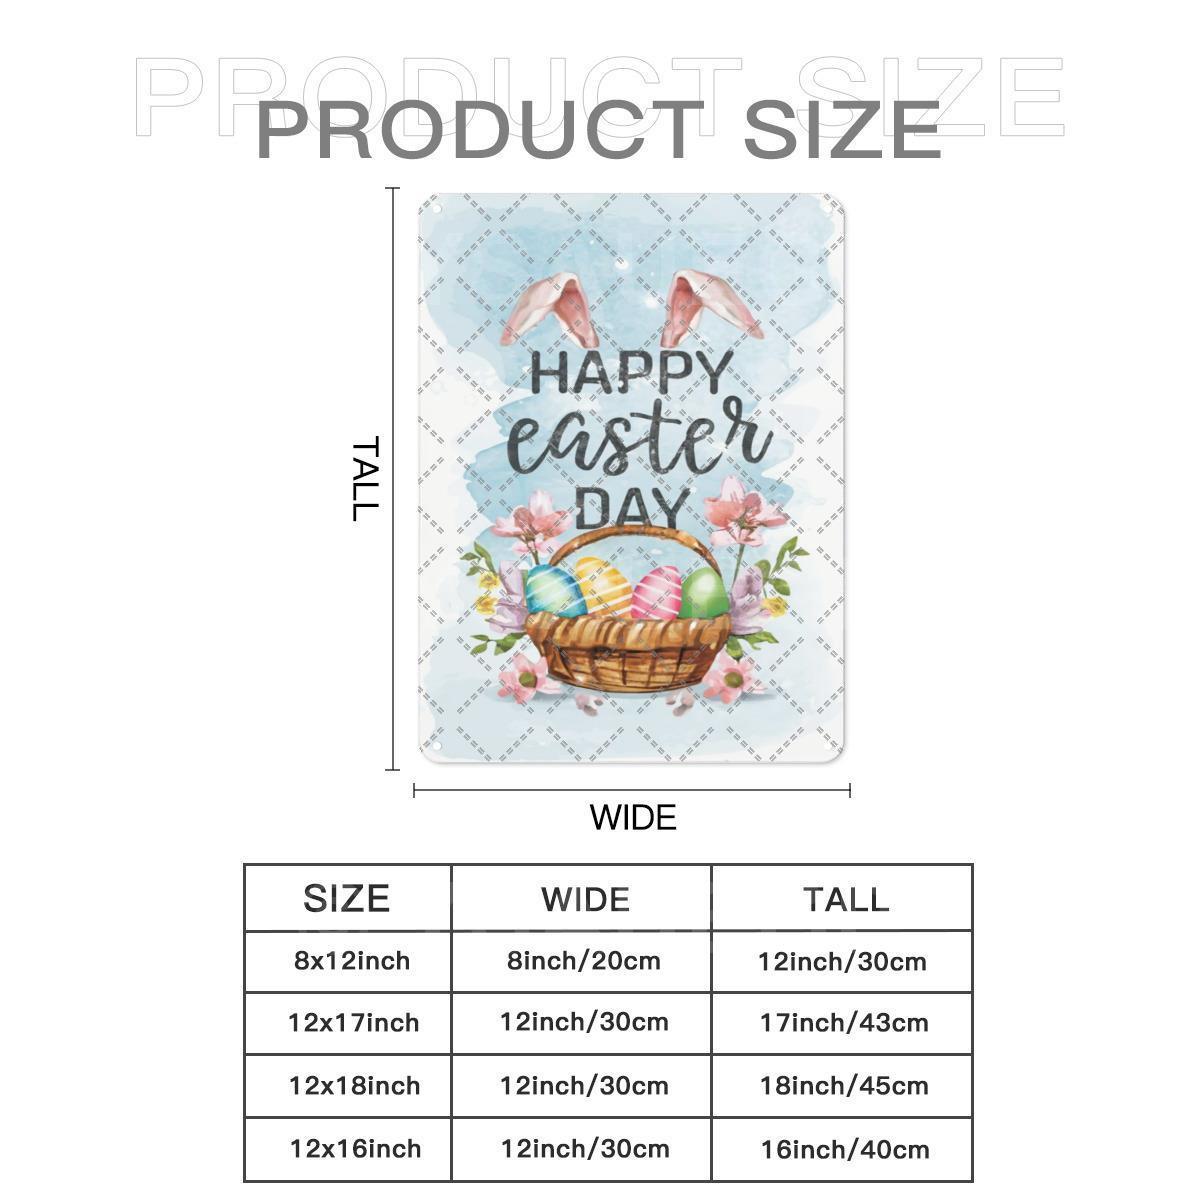 PRODUCT SIZE
PRODUCT SIZE
HAPPY
easter
DAY
TALL
WIDE
SIZE WIDE TALL
8x12inch 8inch/20cm 12inch/30cm
12x17inch 12inch/30cm 17inch/43cm
12x18inch 12inch/30cm 18inch/45cm
12x16inch 12inch/30cm 16inch/40cm